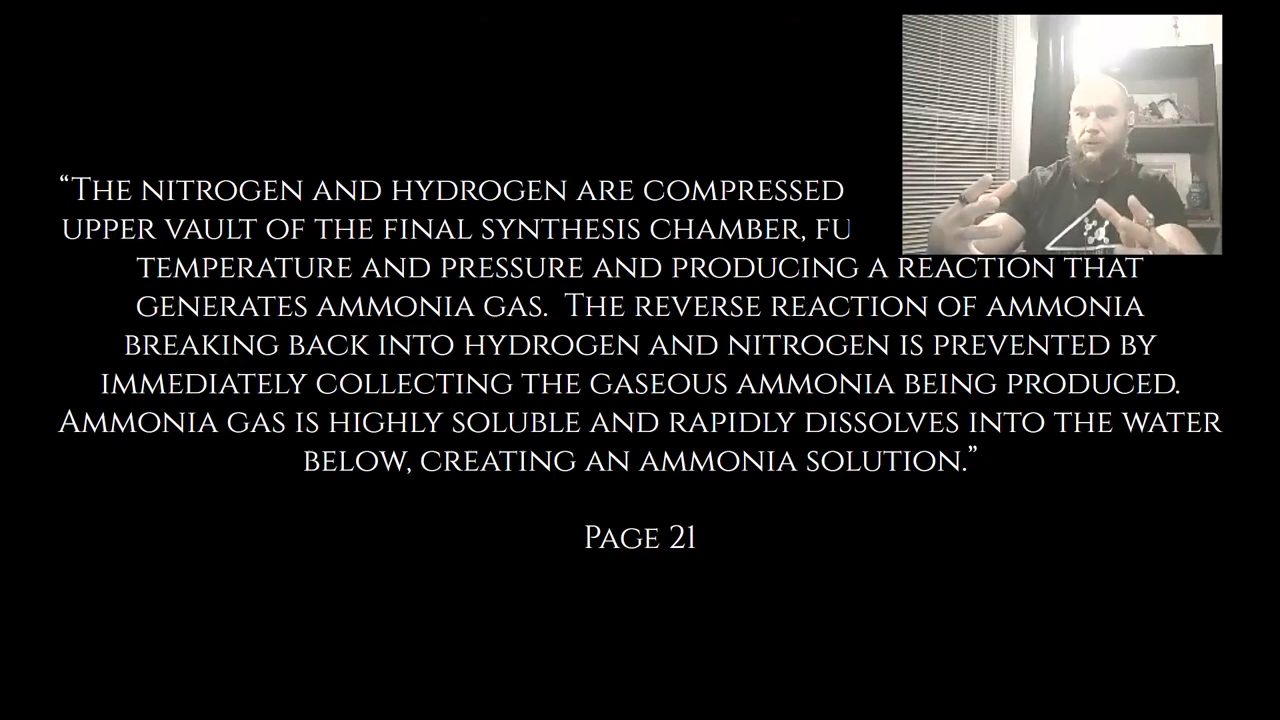 “The nitrogen and hydrogen are compressed
upper vault of the final synthesis chamber,
temperature and pressure and producing a reaction that
generates ammonia gas. The reverse reaction of ammonia
breaking back into hydrogen and nitrogen is prevented by
immediately collecting the gaseous ammonia being produced.
Ammonia gas is highly soluble and rapidly dissolves into the water
below, creating an ammonia solution.”
Page 21